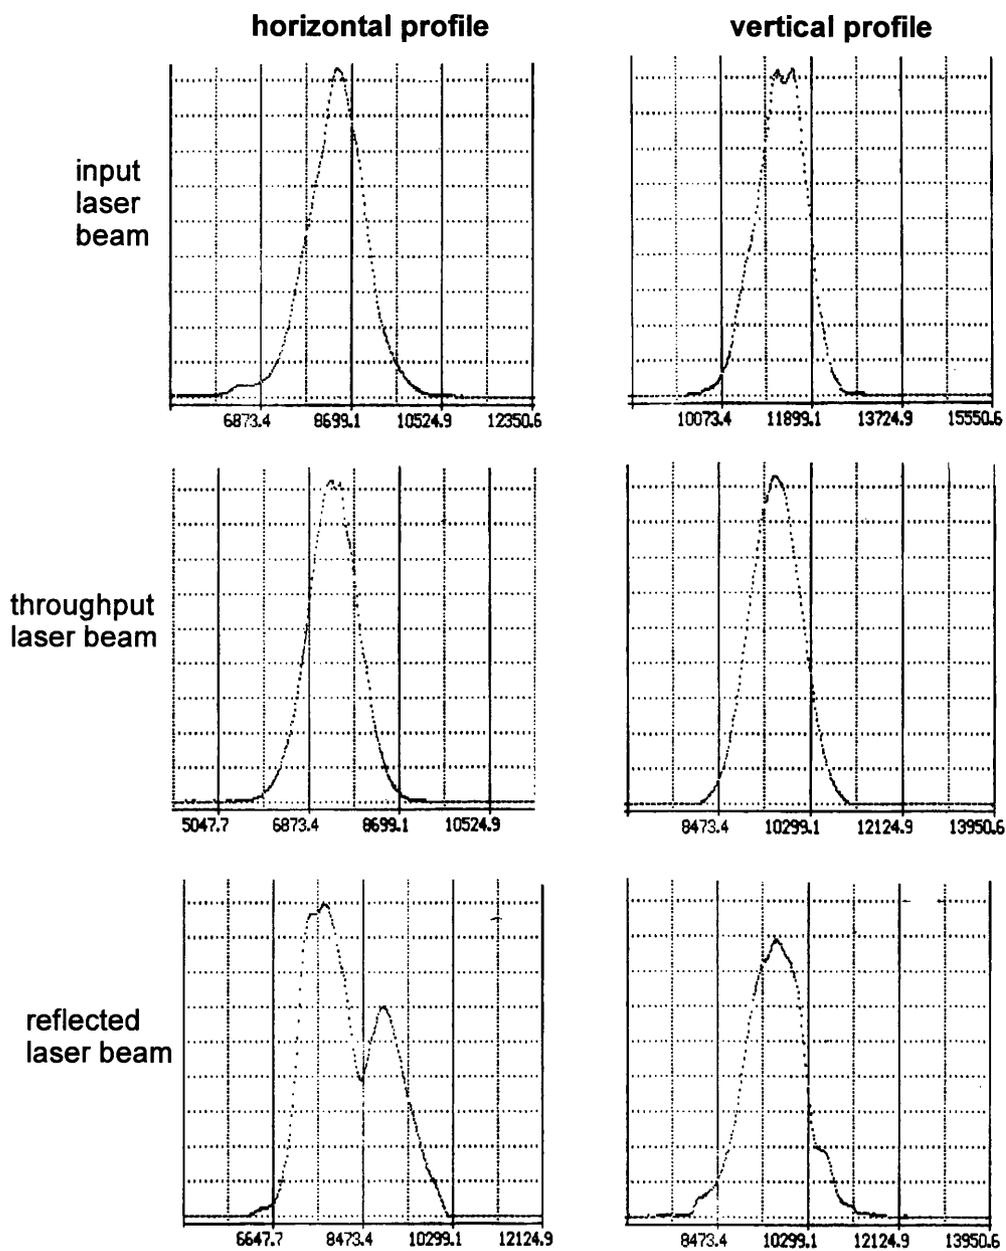 horizontal profile
vertical profile
input
laser
beam
6873.4 8699.1 10524.9 12350.6
10073.4 11899.1 13724.9 15550.6
throughput
laser beam
5047.7 6873.4 8699.1 10524.9
8473.4 10299.1 12124.9 13950.6
reflected
laser beam
6647.7 8473.4 10299.1 12124.9
8473.4 10299.1 12124.9 13950.6